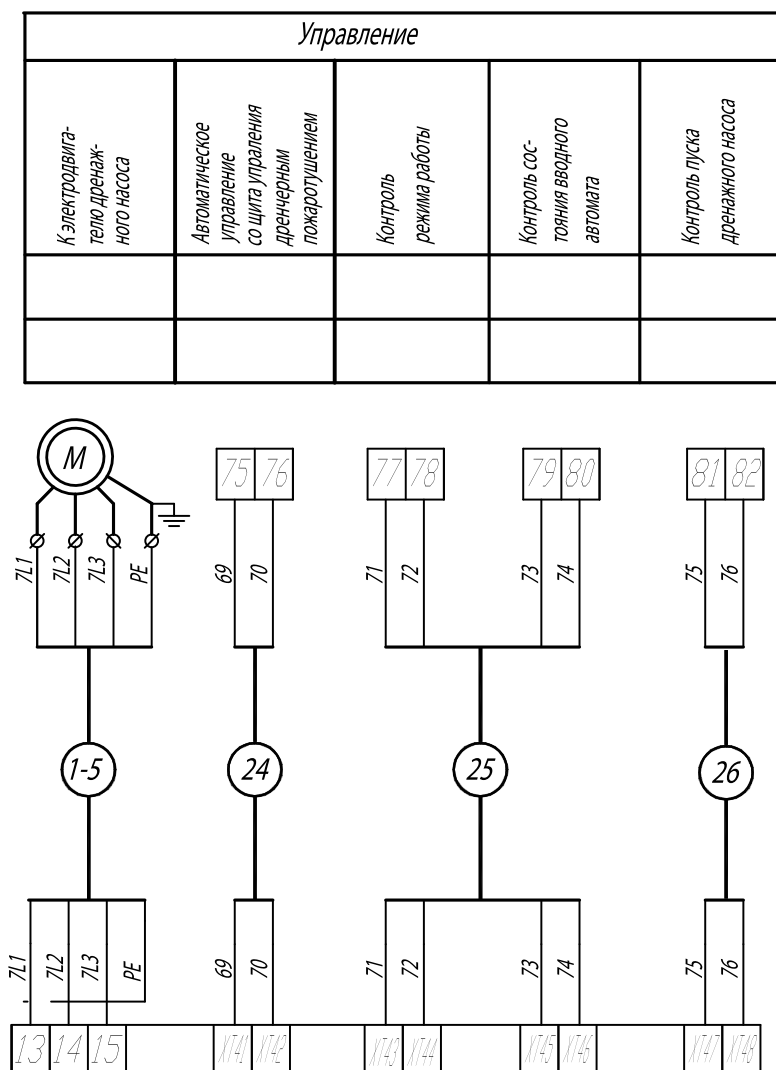 Управление
К электродвига-
телю дренаж-
ного насоса
Автоматическое
управление
со щита упраления
дренчерным
пожаротушением
Контроль
режима работы
Контроль сос-
тояния вводного
автомата
Контроль пуска
дренажного насоса
М
75 76 77 78 79 80 81 82
7L1 7L2 7L3 PE 69 70 71 72 73 74 75 76
1-5 24 25 26
7L1 7L2 7L3 PE 69 70 71 72 73 74 75 76
13 14 15 XT41 XT42 XT43 XT44 XT45 XT46 XT47 XT48